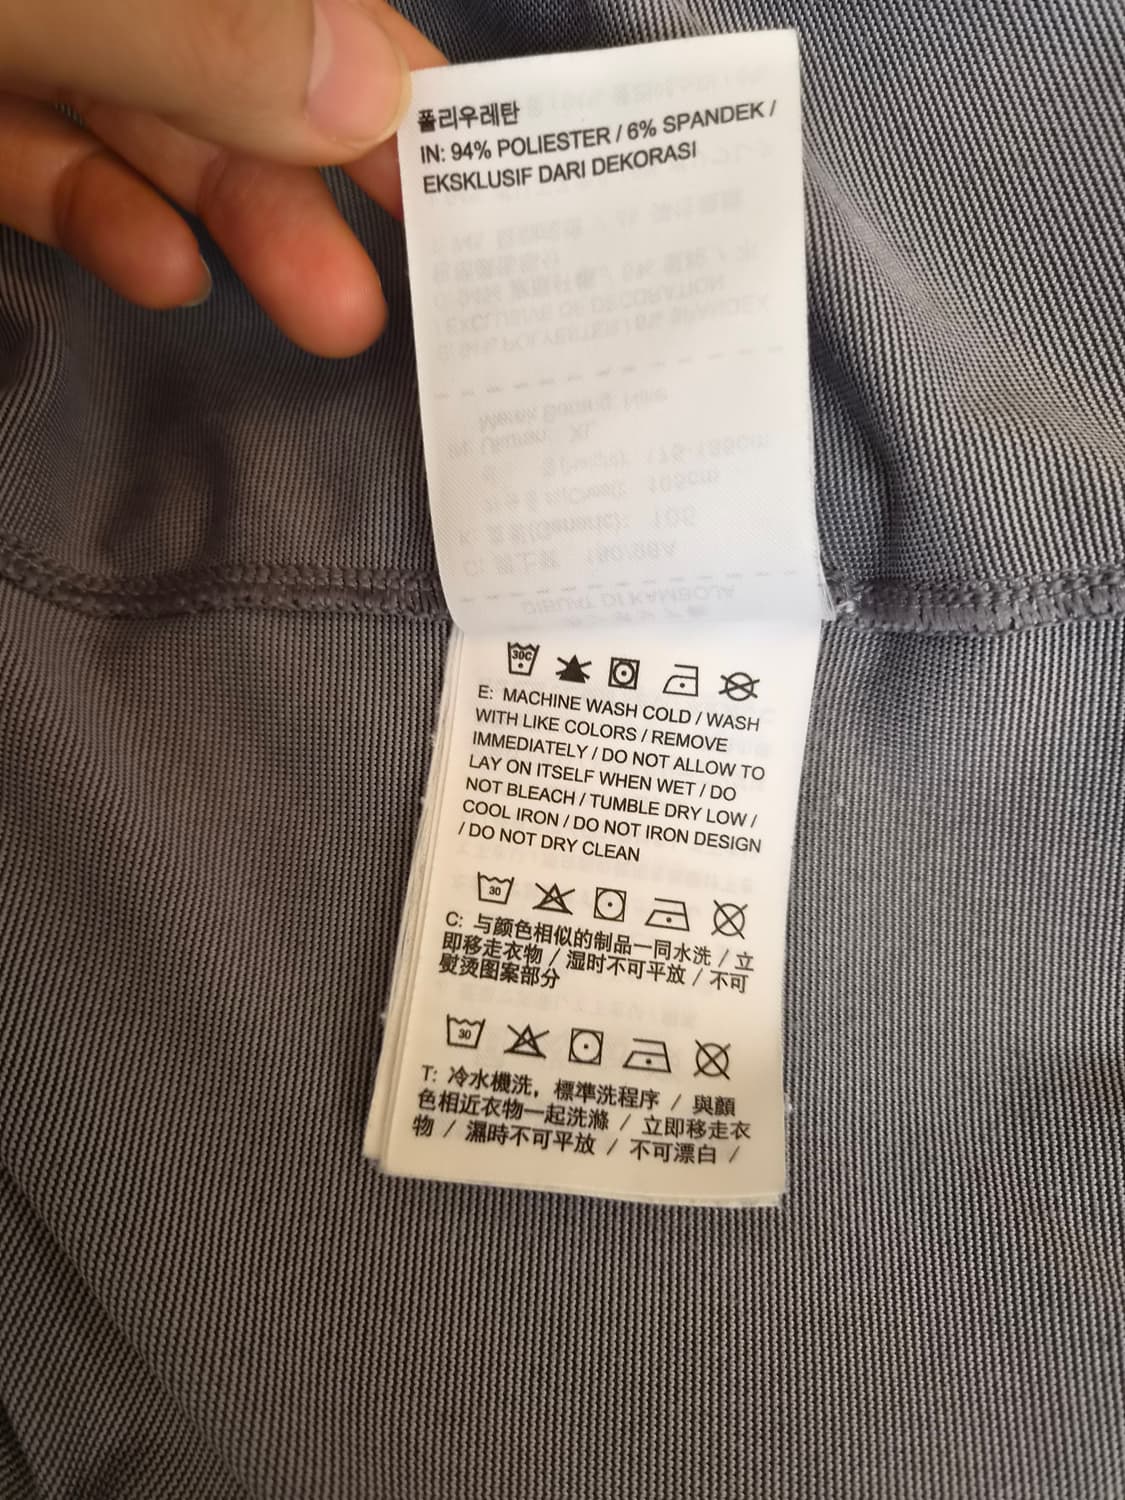 폴리우레탄
IN: 94% POLIESTER / 6% SPANDEK /
EKSKLUSIF DARI DEKORASI
30C
E: MACHINE WASH COLD / WASH
WITH LIKE COLORS / REMOVE
IMMEDIATELY / DO NOT ALLOW TO
LAY ON ITSELF WHEN WET / DO
NOT BLEACH / TUMBLE DRY LOW /
COOL IRON / DO NOT IRON DESIGN
/ DO NOT DRY CLEAN
30
C: 与颜色相似的制品一同水洗 / 立
即移走衣物 / 湿时不可平放 / 不可
熨烫图案部分
30
T: 冷水機洗，標準洗程序 / 與顏
色相近衣物一起洗滌 / 立即移走衣
物 / 濕時不可平放 / 不可漂白 /